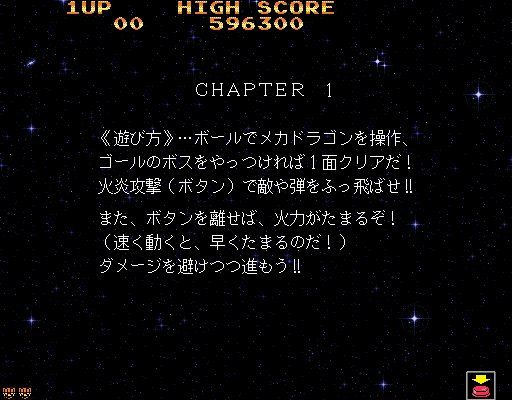 1UP HIGH SCORE
00 596300
CHAPTER 1
《遊び方》…ボールでメカドラゴンを操作、
ゴールのボスをやっつければ１面クリアだ！
火炎攻撃（ボタン）で敵や弾をふっ飛ばせ!!
また、ボタンを離せば、火力がたまるぞ！
（速く動くと、早くたまるのだ！）
ダメージを避けつつ進もう!!